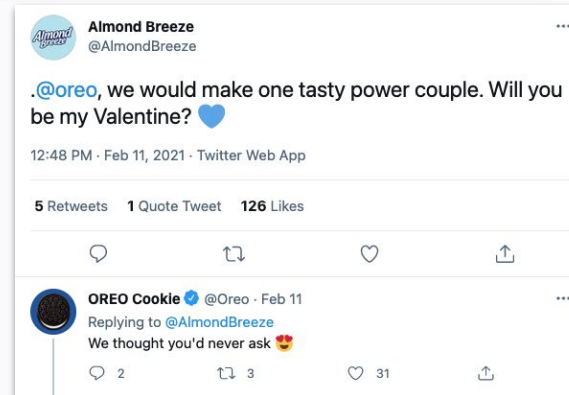 Almond Breeze
Almond Breeze
@AlmondBreeze
.@oreo, we would make one tasty power couple. Will you
be my Valentine? 💙
12:48 PM · Feb 11, 2021 · Twitter Web App
5 Retweets 1 Quote Tweet 126 Likes
OREO Cookie @Oreo · Feb 11
Replying to @AlmondBreeze
We thought you'd never ask 😍
2 3 31